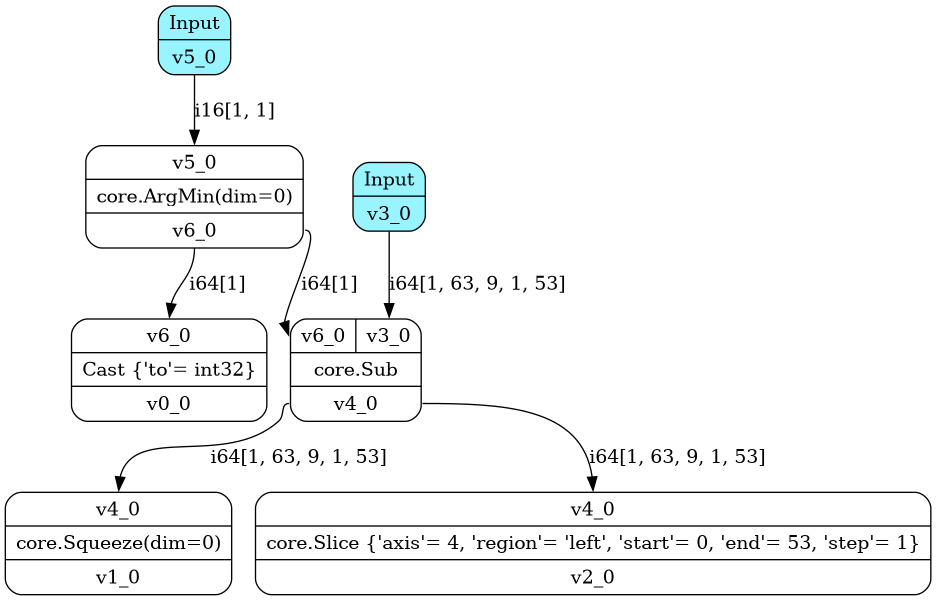 Input
v5_0
i16[1, 1]
v5_0
core.ArgMin(dim=0)
v6_0
Input
v3_0
i64[1]
i64[1]
i64[1, 63, 9, 1, 53]
v6_0
Cast {'to'= int32}
v0_0
v6_0 v3_0
core.Sub
v4_0
i64[1, 63, 9, 1, 53]
i64[1, 63, 9, 1, 53]
v4_0
core.Squeeze(dim=0)
v1_0
v4_0
core.Slice {'axis'= 4, 'region'= 'left', 'start'= 0, 'end'= 53, 'step'= 1}
v2_0